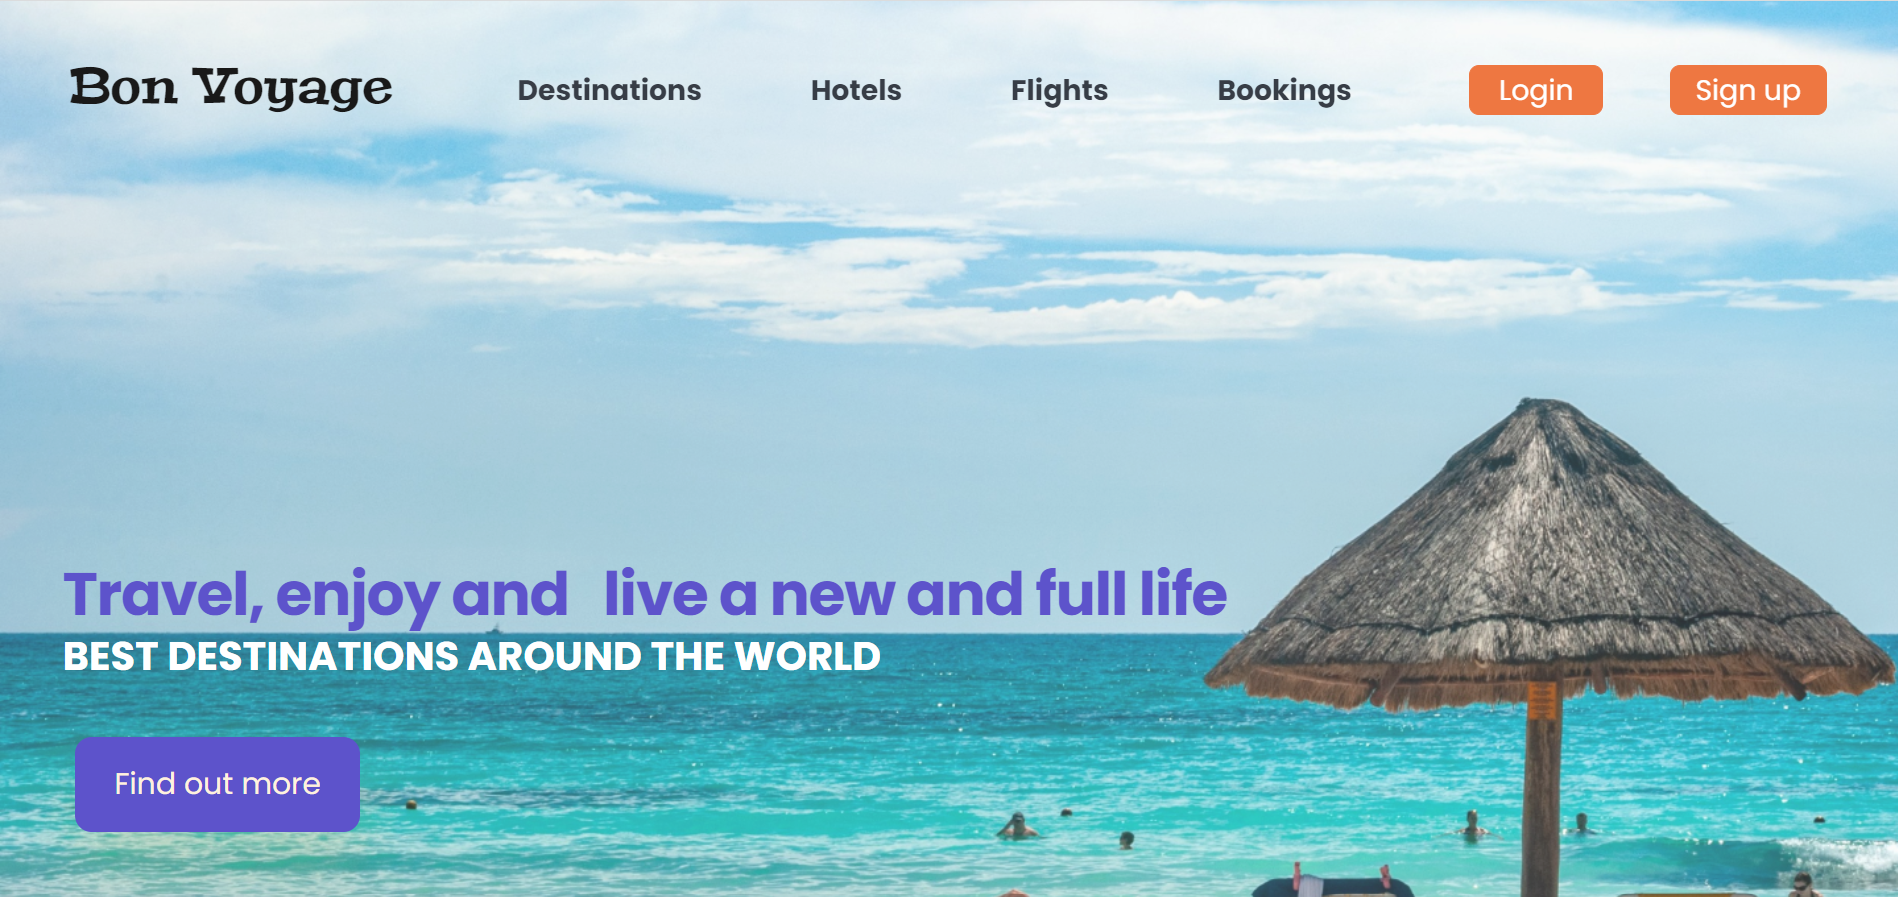 Bon Voyage Destinations Hotels Flights Bookings Login Sign up
Travel, enjoy and live a new and full life
BEST DESTINATIONS AROUND THE WORLD
Find out more